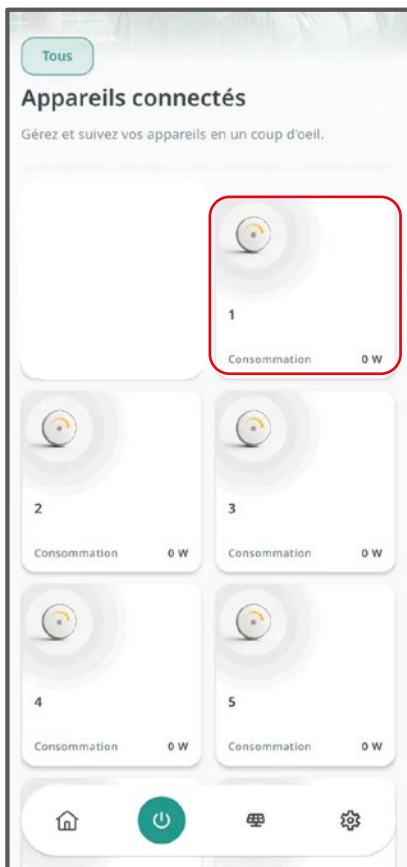 Tous
Appareils connectés
Gérez et suivez vos appareils en un coup d'oeil.
1
Consommation 0 W
2
Consommation 0 W
3
Consommation 0 W
4
Consommation 0 W
5
Consommation 0 W